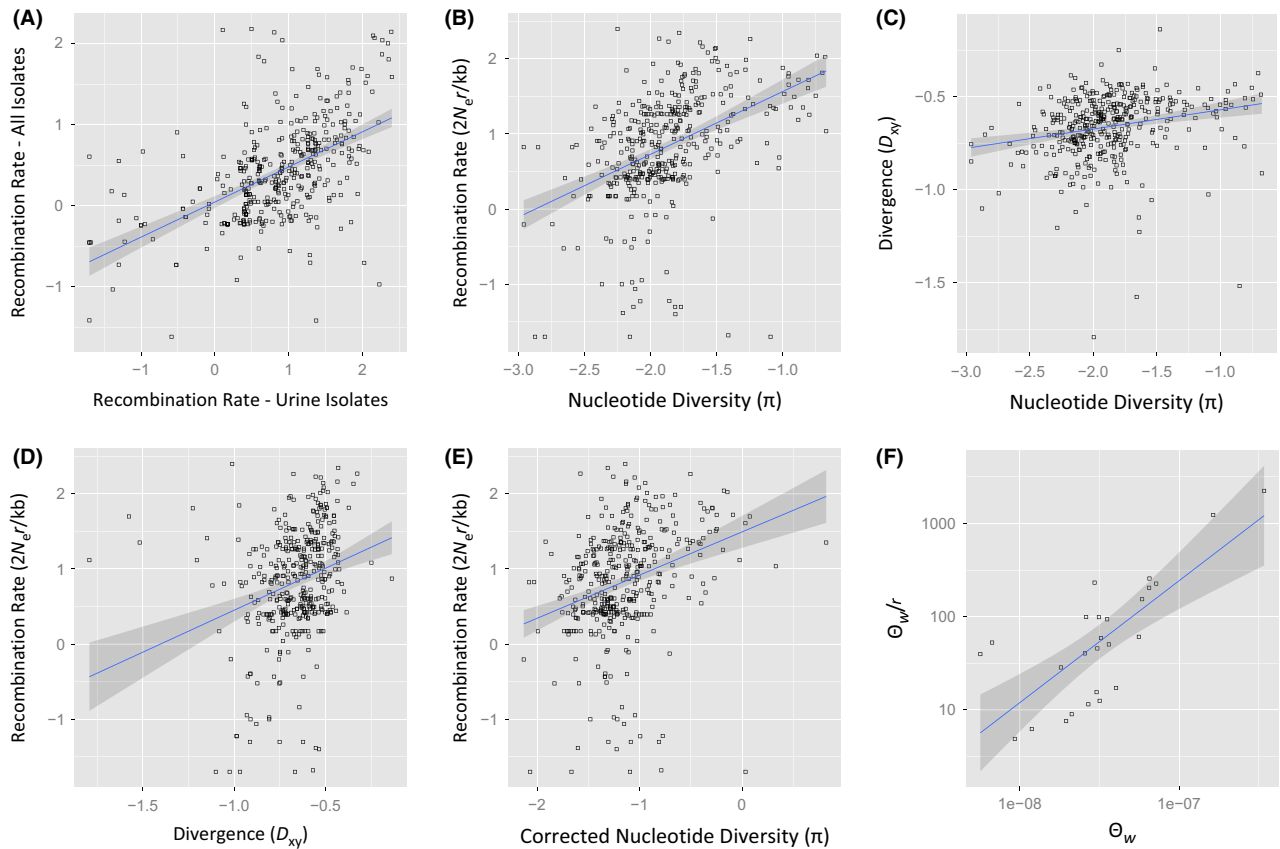 (A)
Recombination Rate - All Isolates
2
1
0
−1
−1
0
1
2
Recombination Rate - Urine Isolates
(B)
Recombination Rate (2Nₑr/kb)
2
1
0
−1
−3.0
−2.5
−2.0
−1.5
−1.0
Nucleotide Diversity (π)
(C)
Divergence (Dxy)
−0.5
−1.0
−1.5
−3.0
−2.5
−2.0
−1.5
−1.0
Nucleotide Diversity (π)
(D)
Recombination Rate (2Nₑr/kb)
2
1
0
−1
−1.5
−1.0
−0.5
Divergence (Dxy)
(E)
Recombination Rate (2Nₑr/kb)
2
1
0
−1
−2
−1
0
Corrected Nucleotide Diversity (π)
(F)
Θw/r
1000
100
10
1e−08
1e−07
Θw